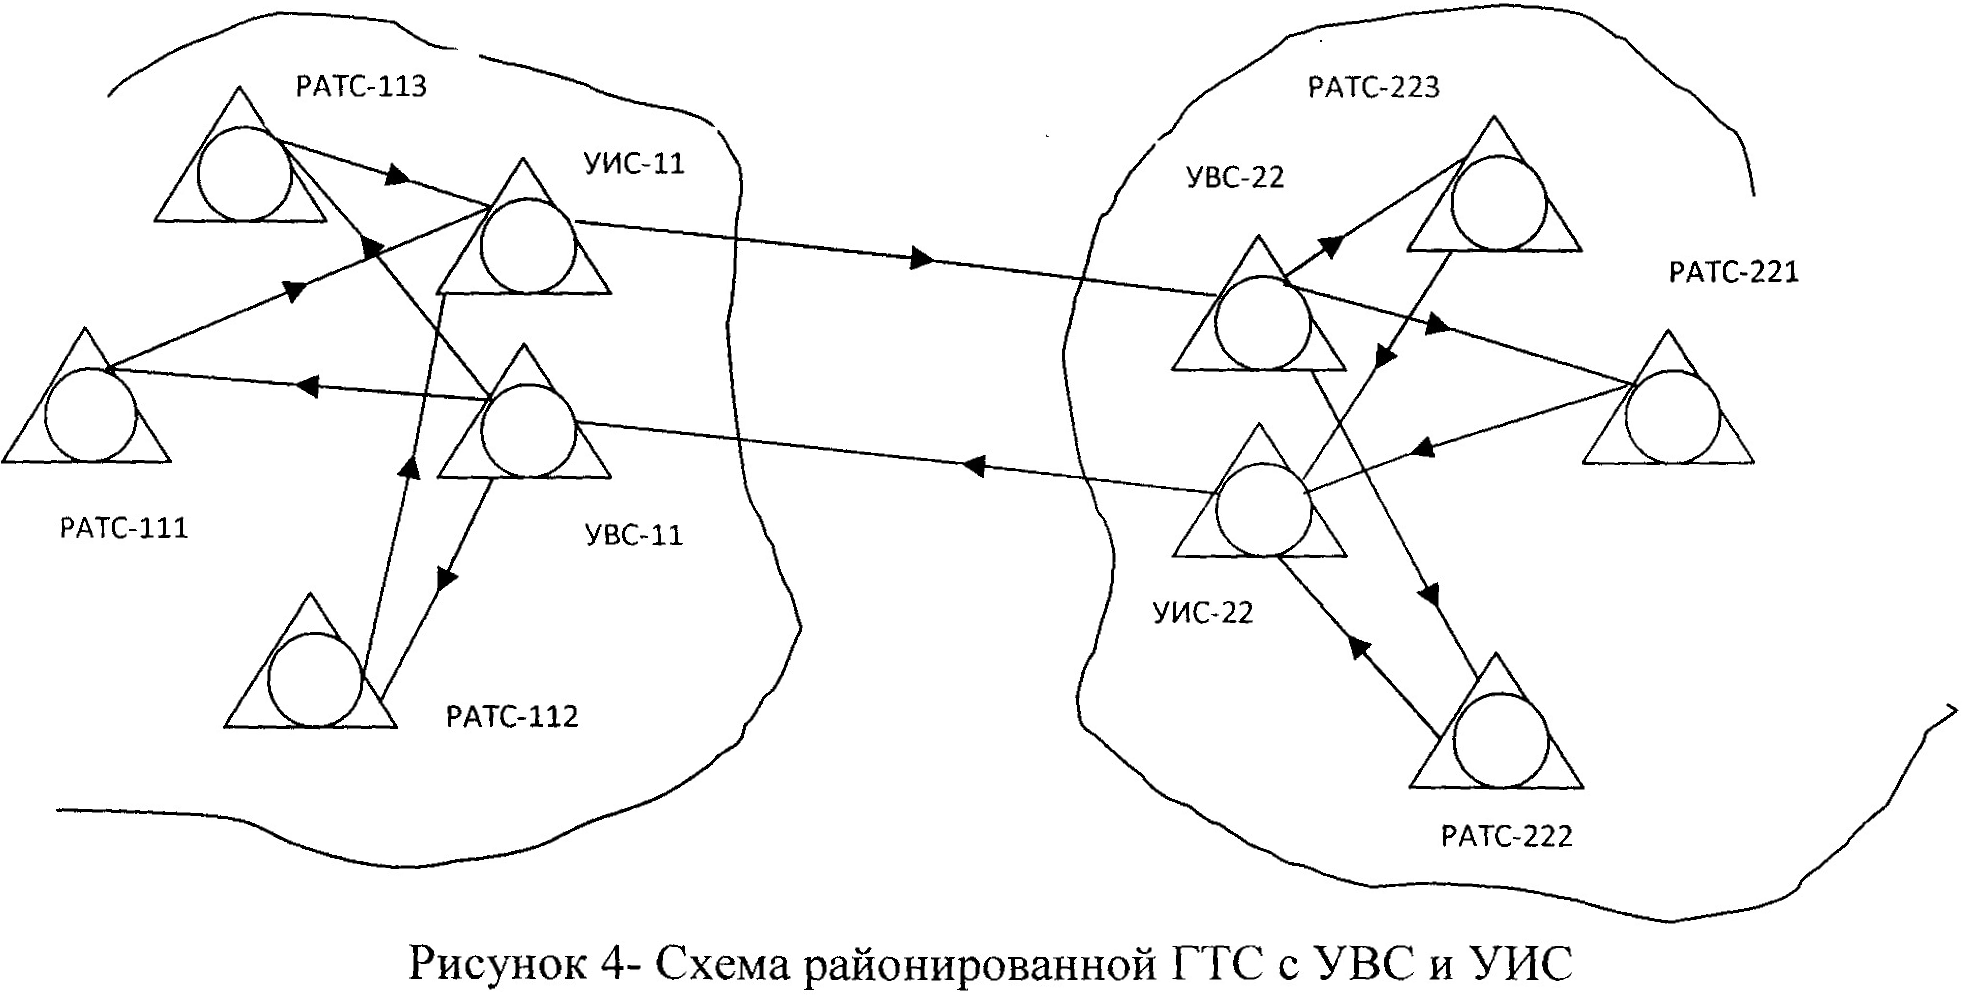 РАТС-113
РАТС-223
УИС-11
УВС-22
РАТС-221
РАТС-111
УВС-11
УИС-22
РАТС-112
РАТС-222
Рисунок 4- Схема районированной ГТС с УВС и УИС